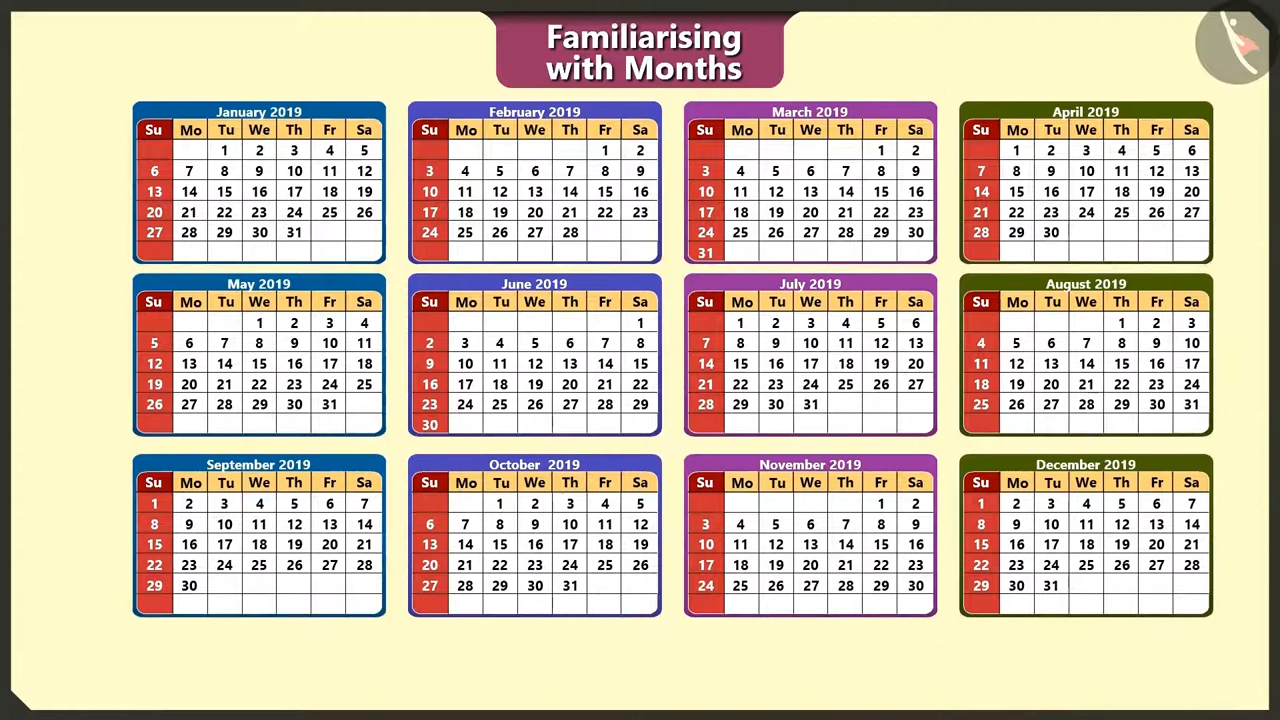 Familiarising
with Months
January 2019
Su Mo Tu We Th Fr Sa
1 2 3 4 5
6 7 8 9 10 11 12
13 14 15 16 17 18 19
20 21 22 23 24 25 26
27 28 29 30 31
February 2019
Su Mo Tu We Th Fr Sa
1 2
3 4 5 6 7 8 9
10 11 12 13 14 15 16
17 18 19 20 21 22 23
24 25 26 27 28
March 2019
Su Mo Tu We Th Fr Sa
1 2
3 4 5 6 7 8 9
10 11 12 13 14 15 16
17 18 19 20 21 22 23
24 25 26 27 28 29 30
31
April 2019
Su Mo Tu We Th Fr Sa
1 2 3 4 5 6
7 8 9 10 11 12 13
14 15 16 17 18 19 20
21 22 23 24 25 26 27
28 29 30
May 2019
Su Mo Tu We Th Fr Sa
1 2 3 4
5 6 7 8 9 10 11
12 13 14 15 16 17 18
19 20 21 22 23 24 25
26 27 28 29 30 31
June 2019
Su Mo Tu We Th Fr Sa
1
2 3 4 5 6 7 8
9 10 11 12 13 14 15
16 17 18 19 20 21 22
23 24 25 26 27 28 29
30
July 2019
Su Mo Tu We Th Fr Sa
1 2 3 4 5 6
7 8 9 10 11 12 13
14 15 16 17 18 19 20
21 22 23 24 25 26 27
28 29 30 31
August 2019
Su Mo Tu We Th Fr Sa
1 2 3
4 5 6 7 8 9 10
11 12 13 14 15 16 17
18 19 20 21 22 23 24
25 26 27 28 29 30 31
September 2019
Su Mo Tu We Th Fr Sa
1 2 3 4 5 6 7
8 9 10 11 12 13 14
15 16 17 18 19 20 21
22 23 24 25 26 27 28
29 30
October 2019
Su Mo Tu We Th Fr Sa
1 2 3 4 5
6 7 8 9 10 11 12
13 14 15 16 17 18 19
20 21 22 23 24 25 26
27 28 29 30 31
November 2019
Su Mo Tu We Th Fr Sa
1 2
3 4 5 6 7 8 9
10 11 12 13 14 15 16
17 18 19 20 21 22 23
24 25 26 27 28 29 30
December 2019
Su Mo Tu We Th Fr Sa
1 2 3 4 5 6 7
8 9 10 11 12 13 14
15 16 17 18 19 20 21
22 23 24 25 26 27 28
29 30 31